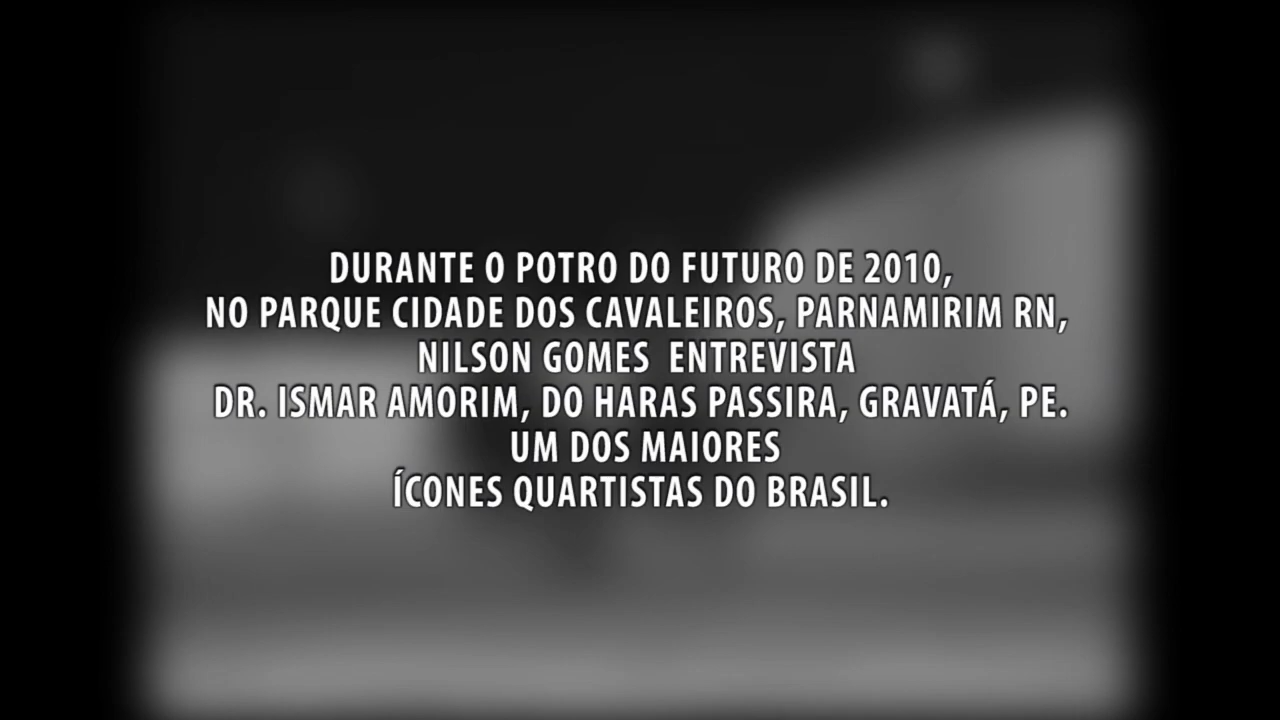 DURANTE O POTRO DO FUTURO DE 2010,
NO PARQUE CIDADE DOS CAVALEIROS, PARNAMIRIM RN,
NILSON GOMES ENTREVISTA
DR. ISMAR AMORIM, DO HARAS PASSIRA, GRAVATÁ, PE.
UM DOS MAIORES
ÍCONES QUARTISTAS DO BRASIL.